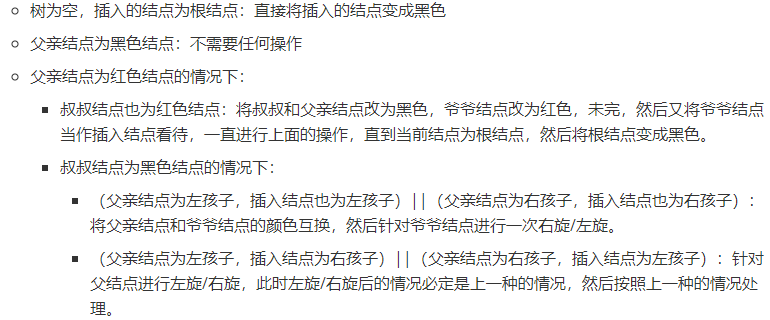 树为空，插入的结点为根结点：直接将插入的结点变成黑色
父亲结点为黑色结点：不需要任何操作
父亲结点为红色结点的情况下：
叔叔结点也为红色结点：将叔叔和父亲结点改为黑色，爷爷结点改为红色，未完，然后又将爷爷结点
当作插入结点看待，一直进行上面的操作，直到当前结点为根结点，然后将根结点变成黑色。
叔叔结点为黑色结点的情况下：
（父亲结点为左孩子，插入结点也为左孩子）||（父亲结点为右孩子，插入结点也为右孩子）：
将父亲结点和爷爷结点的颜色互换，然后针对爷爷结点进行一次右旋/左旋。
（父亲结点为左孩子，插入结点为右孩子）||（父亲结点为右孩子，插入结点为左孩子）：针对
父结点进行左旋/右旋，此时左旋/右旋后的情况必定是上一种的情况，然后按照上一种的情况处
理。